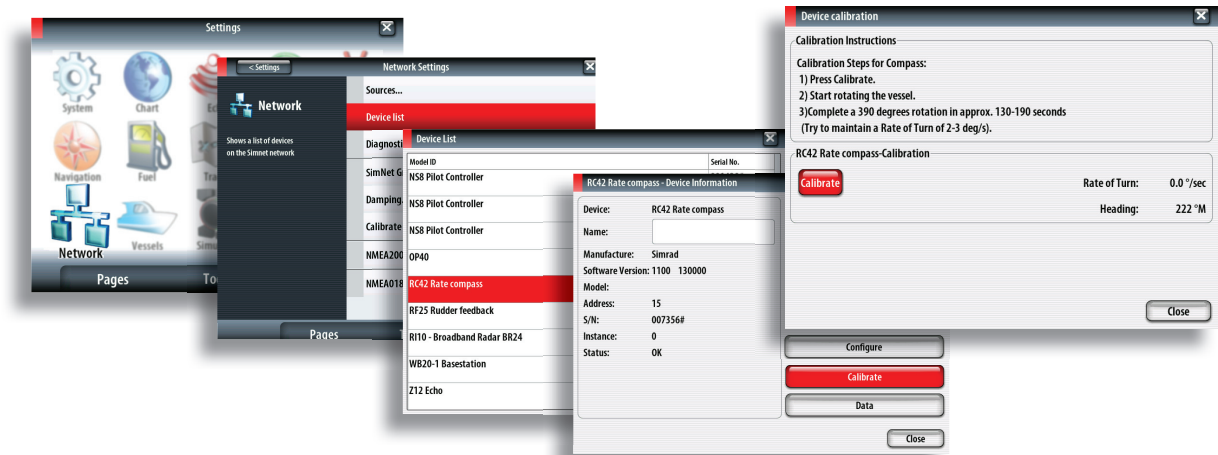 Settings
System
Chart
Navigation
Fuel
Network
Vessels
Pages
< Settings
Network Settings
Network
Shows a list of devices
on the Simnet network
Sources...
Device list
Damping
Calibrate
Pages
Device List
Model ID
Serial No.
NS8 Pilot Controller
NS8 Pilot Controller
NS8 Pilot Controller
OP40
RC42 Rate compass
RF25 Rudder feedback
RI10 - Broadband Radar BR24
WB20-1 Basestation
Z12 Echo
RC42 Rate compass - Device Information
Device: RC42 Rate compass
Name:
Manufacture: Simrad
Software Version: 1100 130000
Model:
Address: 15
S/N: 007356#
Instance: 0
Status: OK
Configure
Calibrate
Data
Close
Device calibration
Calibration Instructions
Calibration Steps for Compass:
1) Press Calibrate.
2) Start rotating the vessel.
3)Complete a 390 degrees rotation in approx. 130-190 seconds
(Try to maintain a Rate of Turn of 2-3 deg/s).
RC42 Rate compass-Calibration
Calibrate
Rate of Turn: 0.0 °/sec
Heading: 222 °M
Close